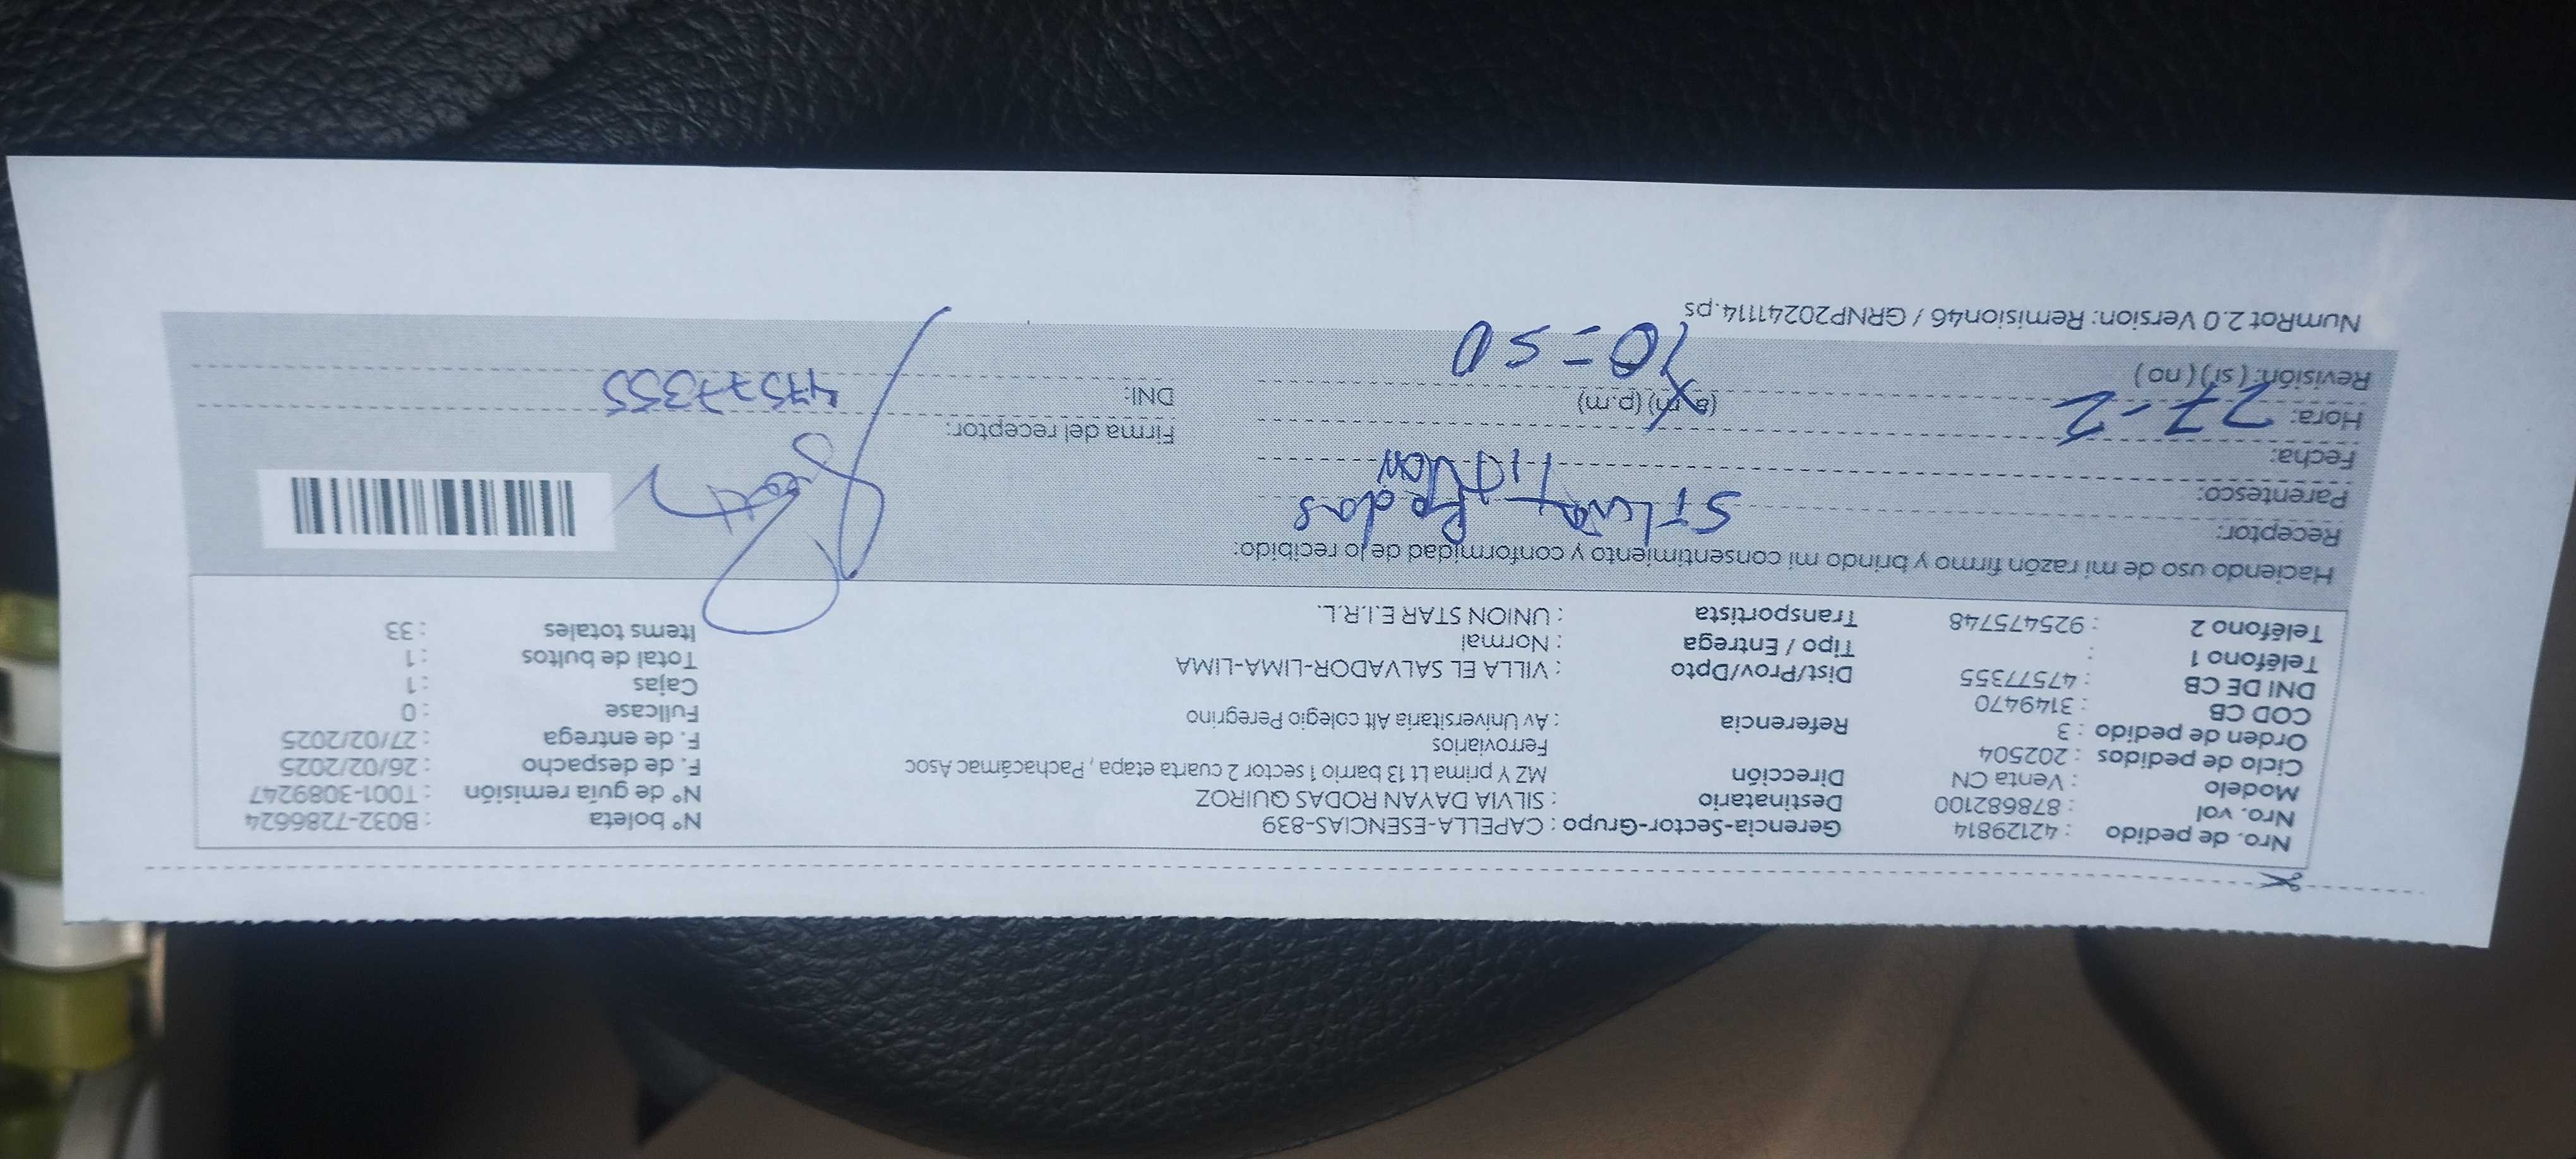 Nro. de pedido : 42129814 Gerencia-Sector-Grupo : CAPELLA-ESENCIAS-839 N° boleta : B032-7286624
Nro. vol : 878682100 Destinatario : SILVIA DAYAN RODAS QUIROZ N° de guía remisión : T001-3089247
Modelo : Venta CN Dirección MZ Y prima Lt 13 barrio 1 sector 2 cuarta etapa , Pachacámac Asoc F. de despacho : 26/02/2025
Ciclo de pedidos : 202504 Ferroviarios F. de entrega : 27/02/2025
Orden de pedido : 3 Referencia : Av Universitaria Alt colegio Peregrino Fullcase : 0
COD CB : 3149470 Cajas : 1
DNI DE CB : 47577355 Dist/Prov/Dpto : VILLA EL SALVADOR-LIMA-LIMA Total de bultos : 1
Teléfono 1 : Tipo / Entrega : Normal Items totales : 33
Teléfono 2 : 925475748 Transportista : UNION STAR E.I.R.L.
Haciendo uso de mi razón firmo y brindo mi consentimiento y conformidad de lo recibido:
Receptor: Silvia Rodas
Parentesco: Titular
Fecha: 27-2
Firma del receptor:
Hora: (a.m) (p.m) 10=50
DNI: 47577355
Revisión: ( si ) ( no )
NumRot 2.0 Version: Remision46 / GRNP20241114.ps